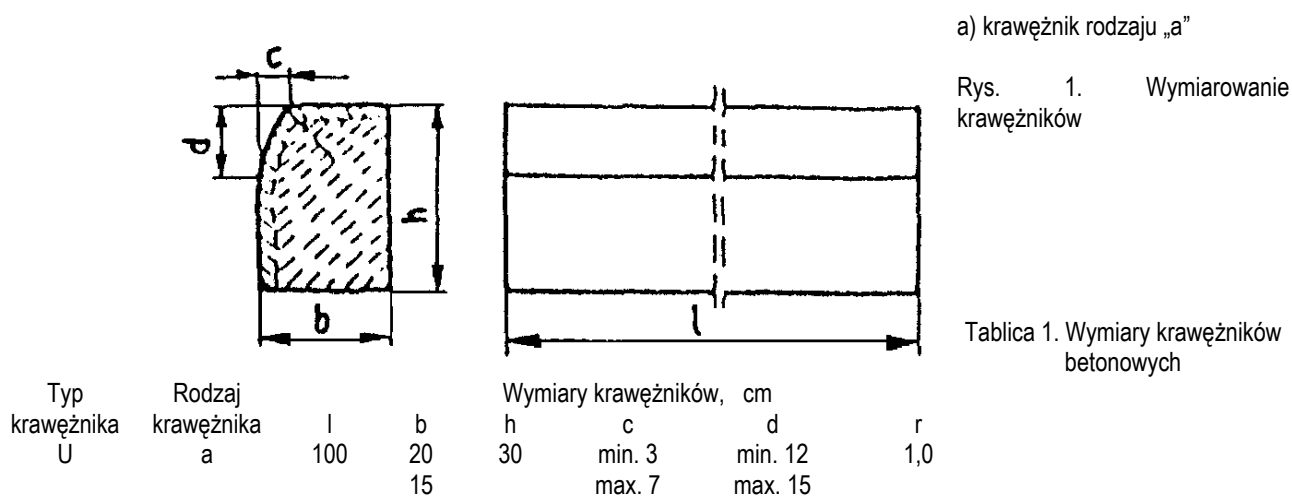 a) krawężnik rodzaju „a”
Rys. 1. Wymiarowanie
krawężników
c
d
h
b
l
Tablica 1. Wymiary krawężników
betonowych
Typ Rodzaj Wymiary krawężników, cm
krawężnika krawężnika l b h c d r
U a 100 20 30 min. 3 min. 12 1,0
15 max. 7 max. 15